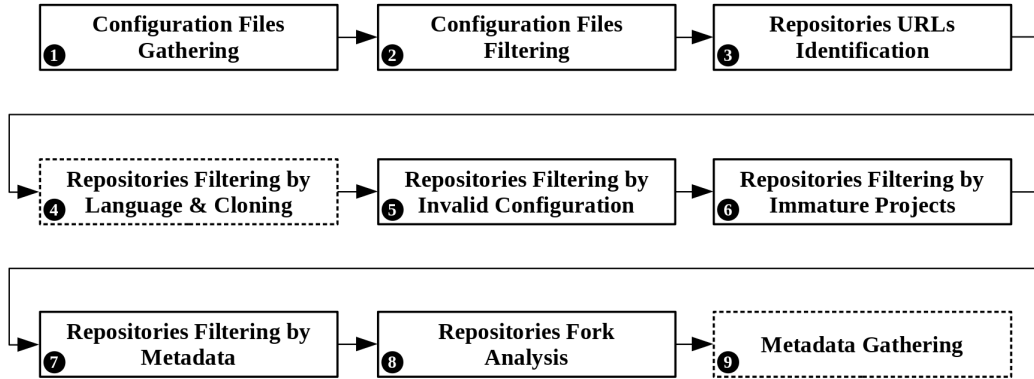 Configuration Files
Gathering
1
Configuration Files
Filtering
2
Repositories URLs
Identification
3
Repositories Filtering by
Language & Cloning
4
Repositories Filtering by
Invalid Configuration
5
Repositories Filtering by
Immature Projects
6
Repositories Filtering by
Metadata
7
Repositories Fork
Analysis
8
Metadata Gathering
9